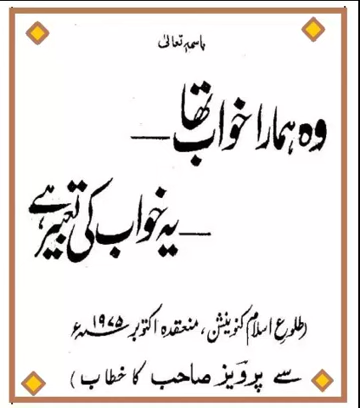 باسمہٖ تعالیٰ
وہ ہمارا خواب تھا —
— یہ خواب کی تعبیر ہے
(طلوعِ اسلام کنوینشن، منعقدہ اکتوبر ۱۹۷۵ء
سے پرویز صاحب کا خطاب)